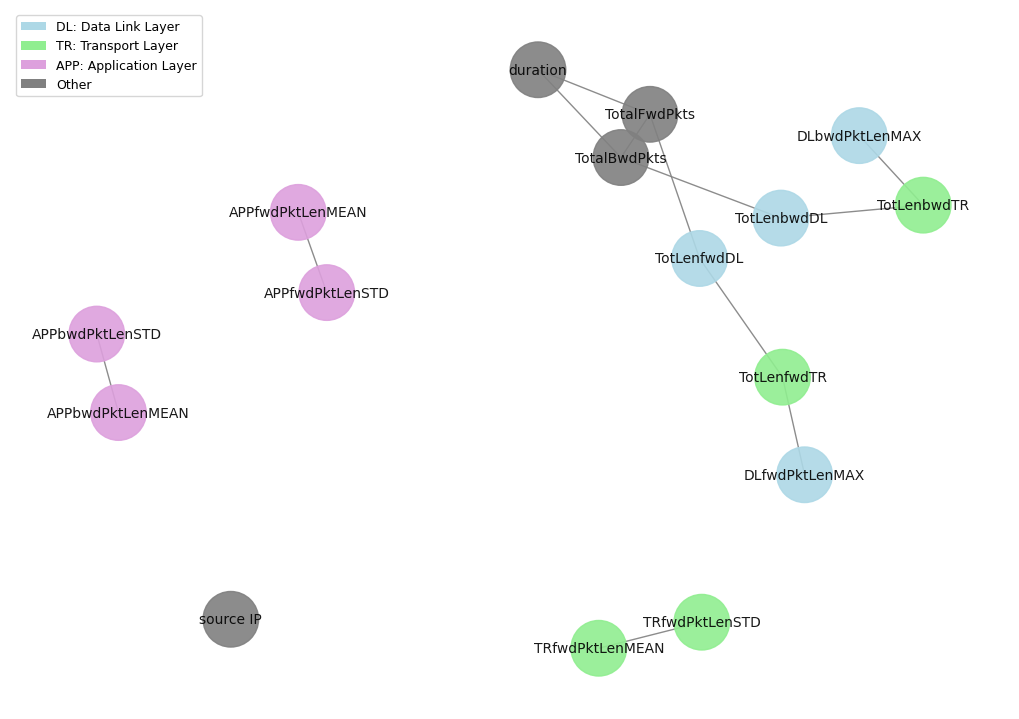 DL: Data Link Layer
TR: Transport Layer
APP: Application Layer
Other
duration
TotalFwdPkts
DLbwdPktLenMAX
TotalBwdPkts
TotLenbwdTR
APPfwdPktLenMEAN
TotLenbwdDL
TotLenfwdDL
APPfwdPktLenSTD
APPbwdPktLenSTD
TotLenfwdTR
APPbwdPktLenMEAN
DLfwdPktLenMAX
source IP
TRfwdPktLenSTD
TRfwdPktLenMEAN